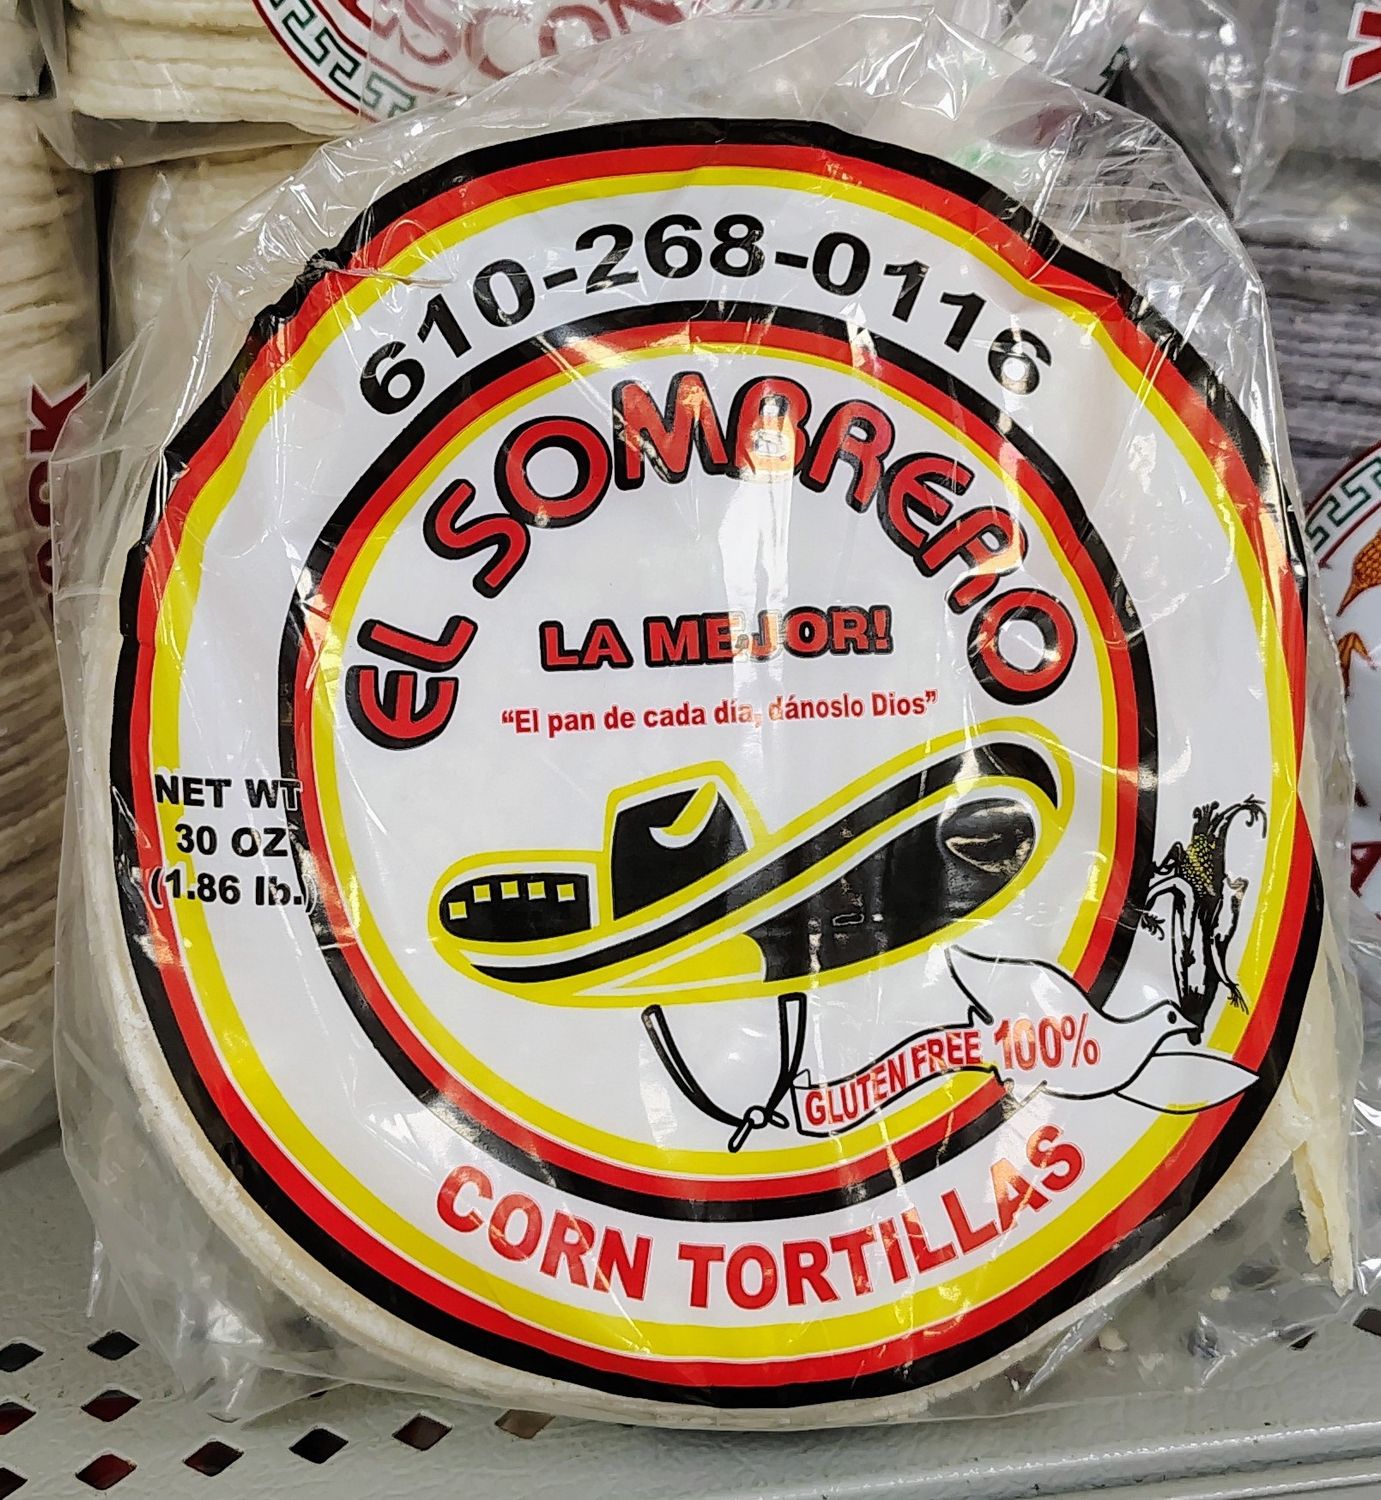 610-268-0116
EL SOMBRERO
LA MEJOR!
“El pan de cada día, dánoslo Dios”
NET WT
30 OZ
(1.86 lb.)
GLUTEN FREE 100%
CORN TORTILLAS